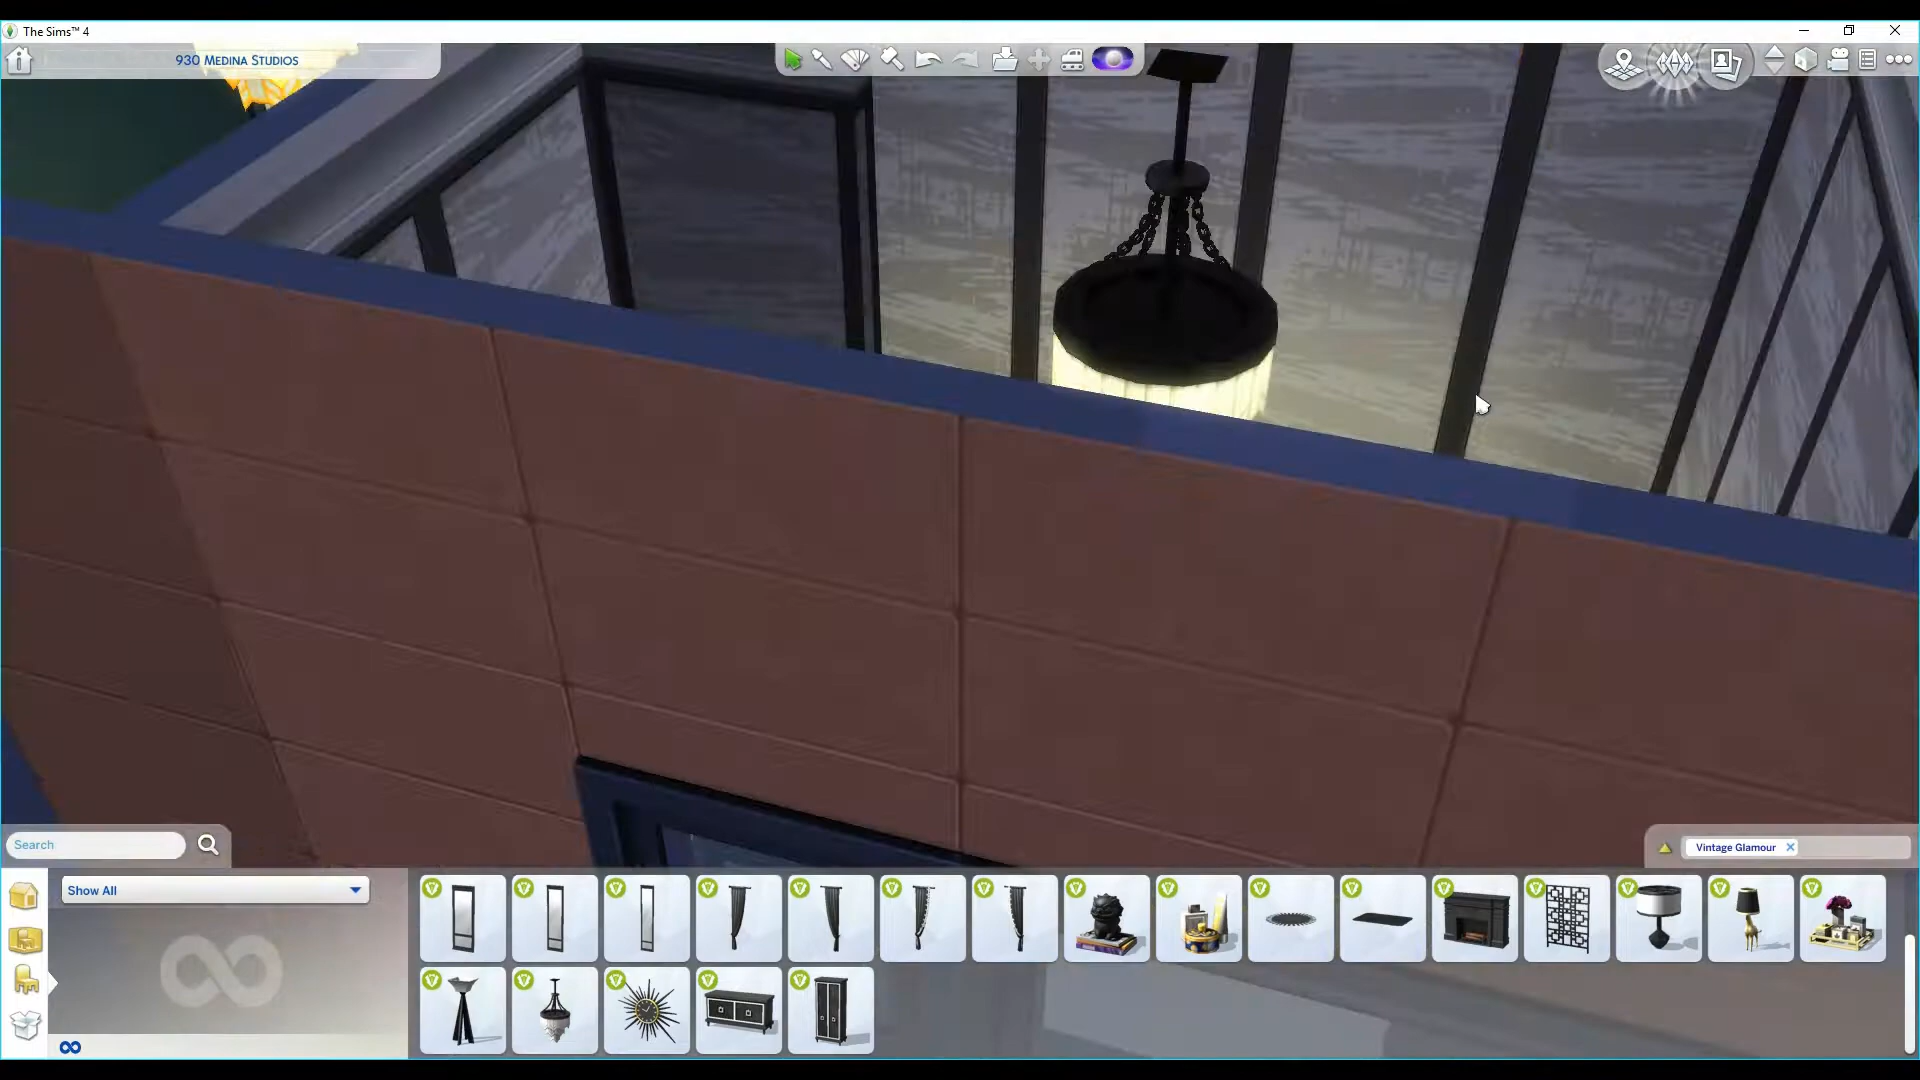 The Sims™ 4
930 Medina Studios
Search
Vintage Glamour
Show All